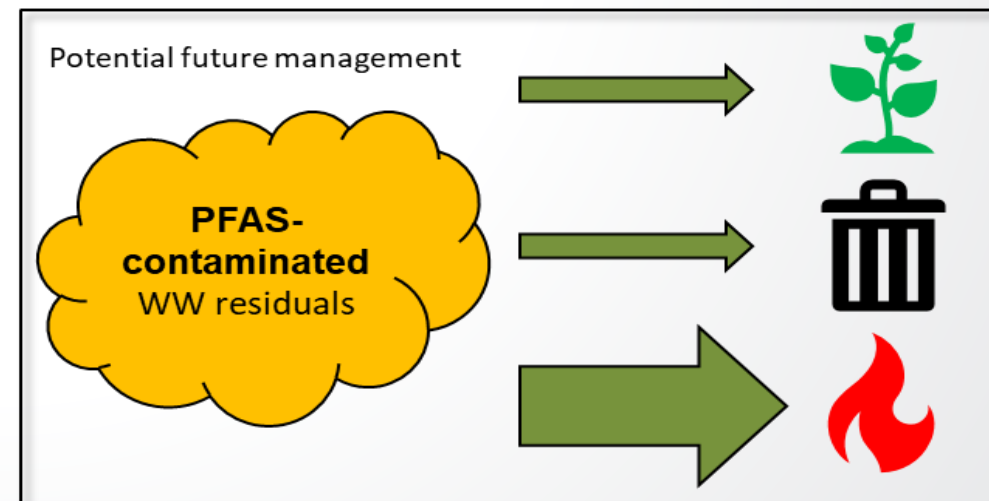 Potential future management
PFAS-
contaminated
WW residuals